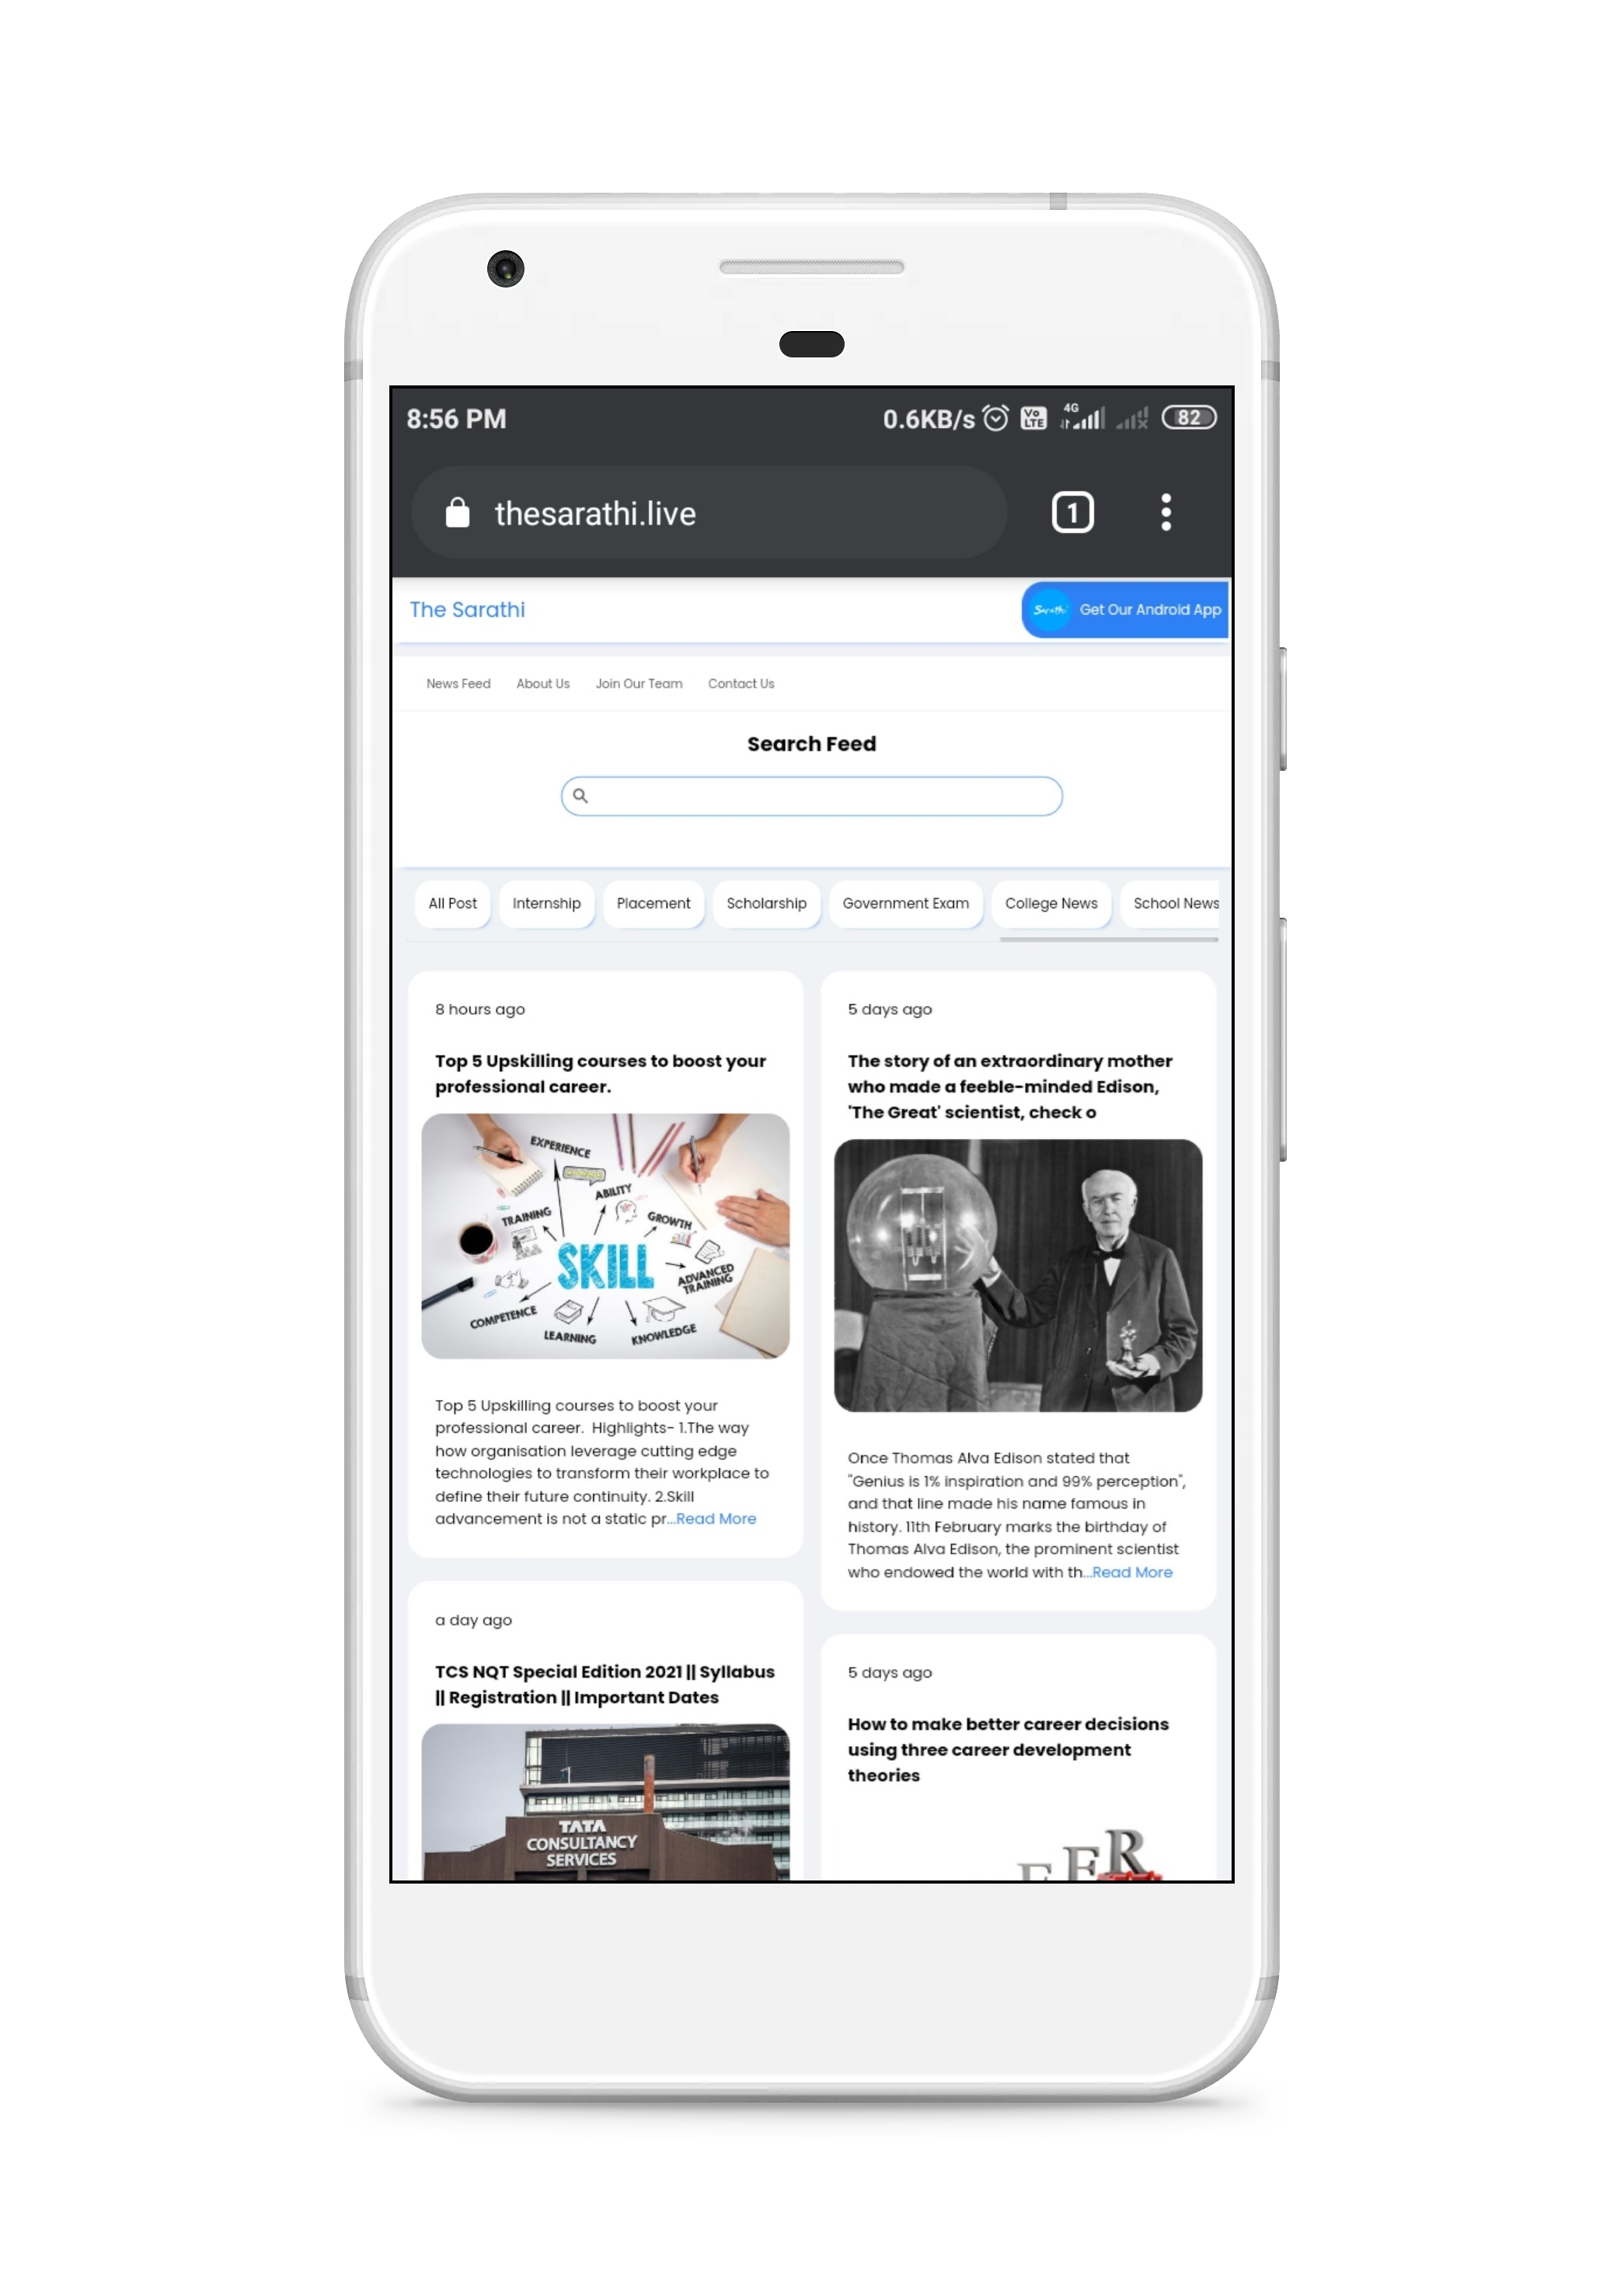 8:56 PM
0.6KB/s
Vo
LTE
4G
82
thesarathi.live
1
The Sarathi
Sarathi
Get Our Android App
News Feed
About Us
Join Our Team
Contact Us
Search Feed
All Post
Internship
Placement
Scholarship
Government Exam
College News
School News
8 hours ago
Top 5 Upskilling courses to boost your
professional career.
EXPERIENCE
ABILITY
TRAINING
GROWTH
SKILL
ADVANCED
TRAINING
COMPETENCE
LEARNING
KNOWLEDGE
Top 5 Upskilling courses to boost your
professional career. Highlights- 1.The way
how organisation leverage cutting edge
technologies to transform their workplace to
define their future continuity. 2.Skill
advancement is not a static pr...Read More
a day ago
TCS NQT Special Edition 2021 || Syllabus
|| Registration || Important Dates
TATA
CONSULTANCY
SERVICES
5 days ago
The story of an extraordinary mother
who made a feeble-minded Edison,
'The Great' scientist, check o
Once Thomas Alva Edison stated that
"Genius is 1% inspiration and 99% perception",
and that line made his name famous in
history. 11th February marks the birthday of
Thomas Alva Edison, the prominent scientist
who endowed the world with th...Read More
5 days ago
How to make better career decisions
using three career development
theories
EER